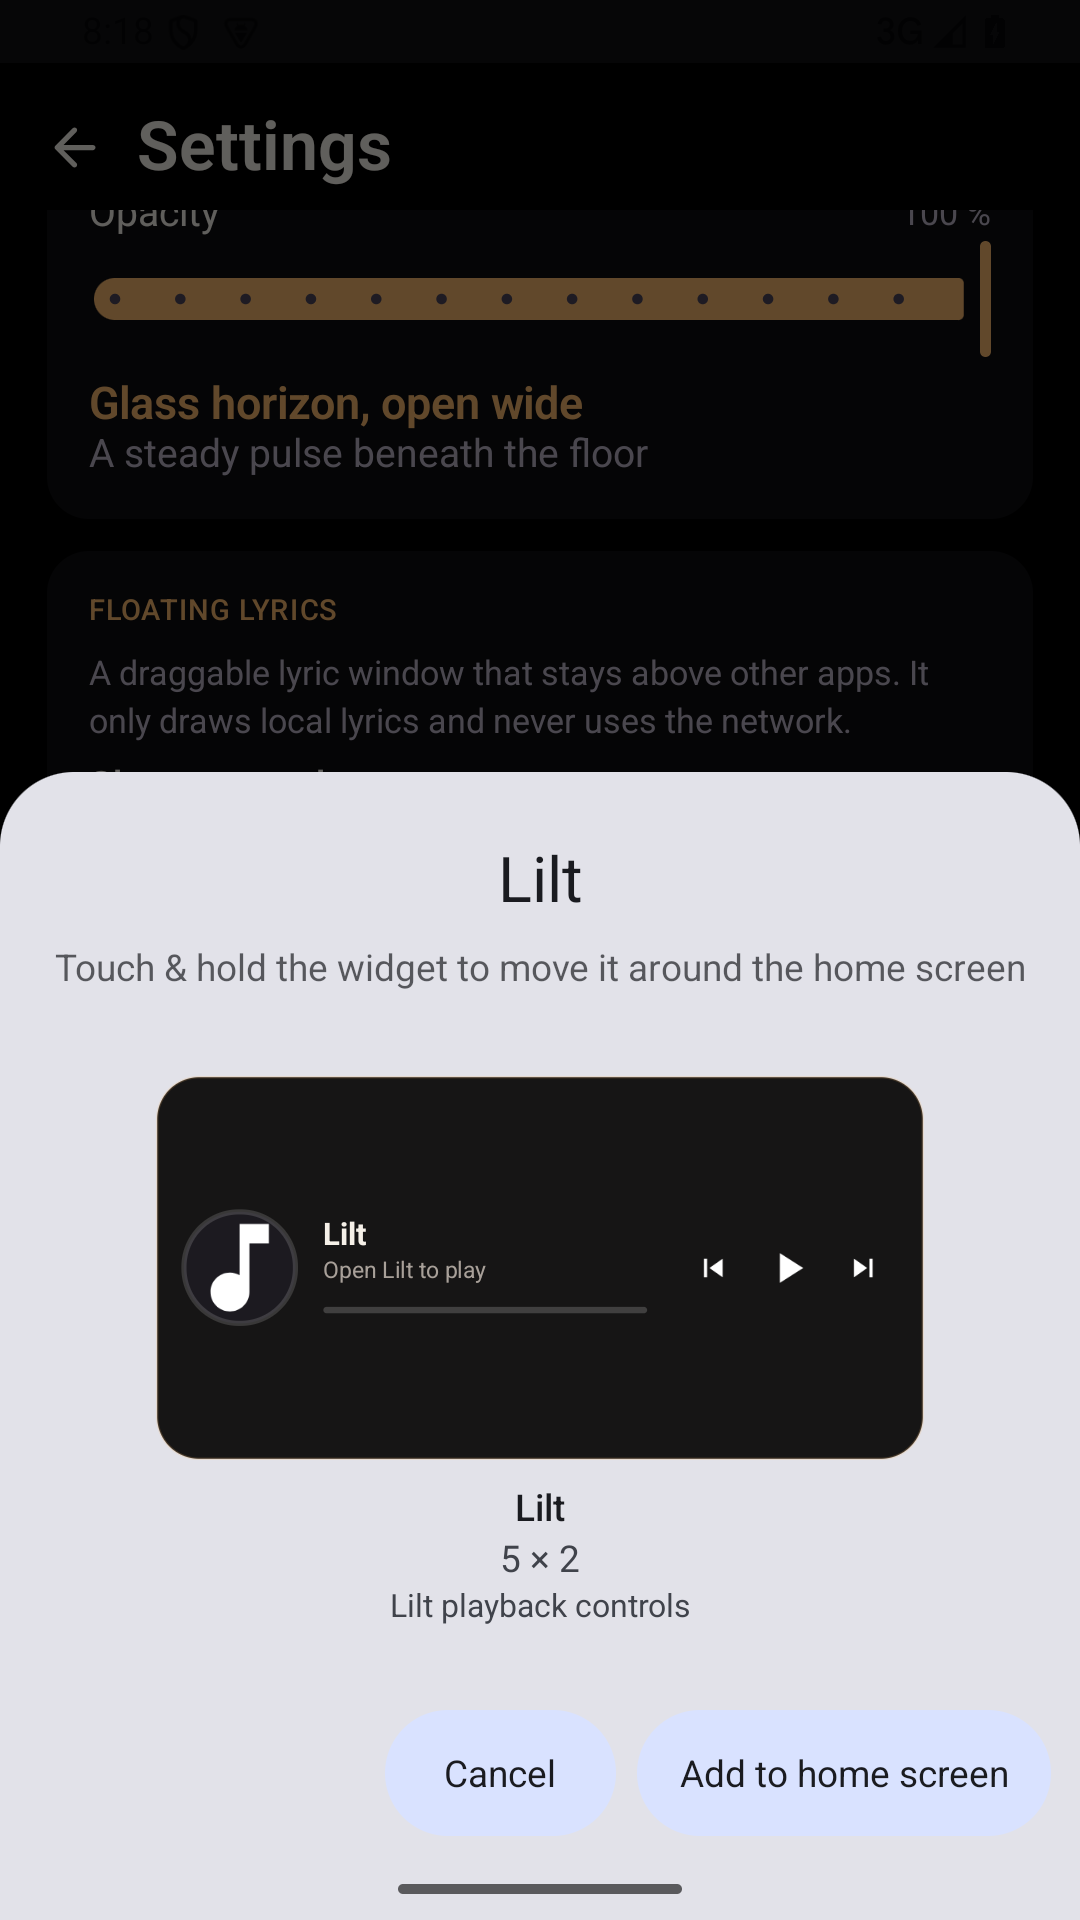 8:18
3G
Settings
Opacity
100 %
Glass horizon, open wide
A steady pulse beneath the floor
FLOATING LYRICS
A draggable lyric window that stays above other apps. It
only draws local lyrics and never uses the network.
Lilt
Touch & hold the widget to move it around the home screen
Lilt
Open Lilt to play
Lilt
5 × 2
Lilt playback controls
Cancel
Add to home screen